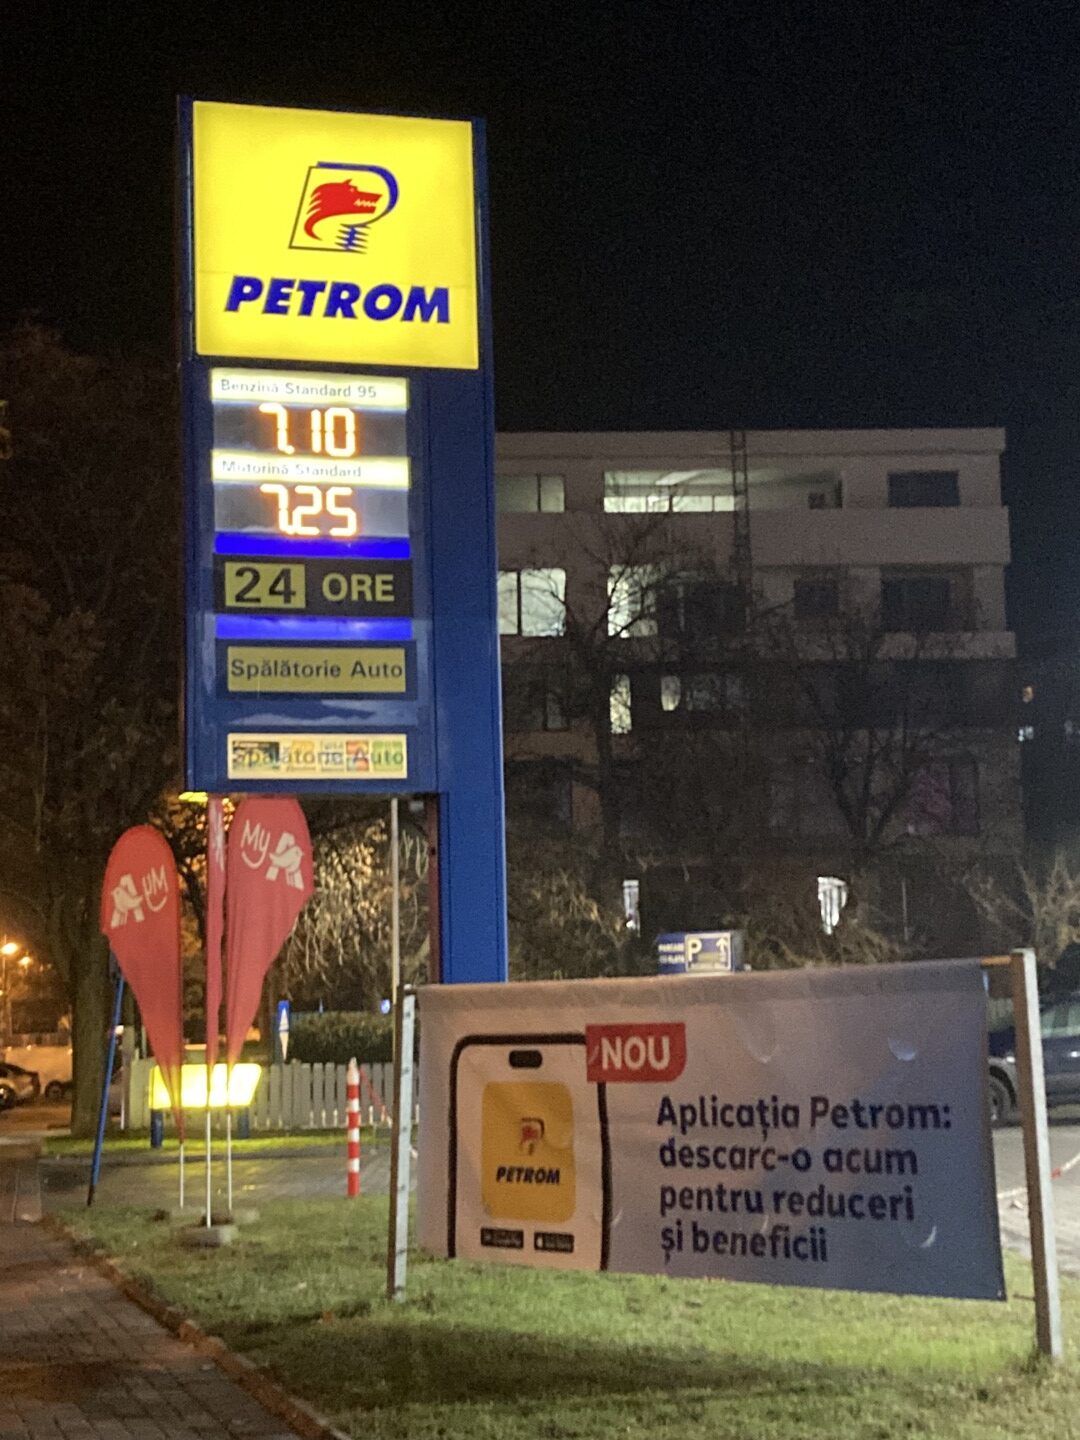 PETROM
Benzină Standard 95
7.10
Motorină Standard
7.25
24 ORE
Spălătorie Auto
Spălătorie Auto
My
NOU
PETROM
Aplicația Petrom:
descarc-o acum
pentru reduceri
și beneficii
P